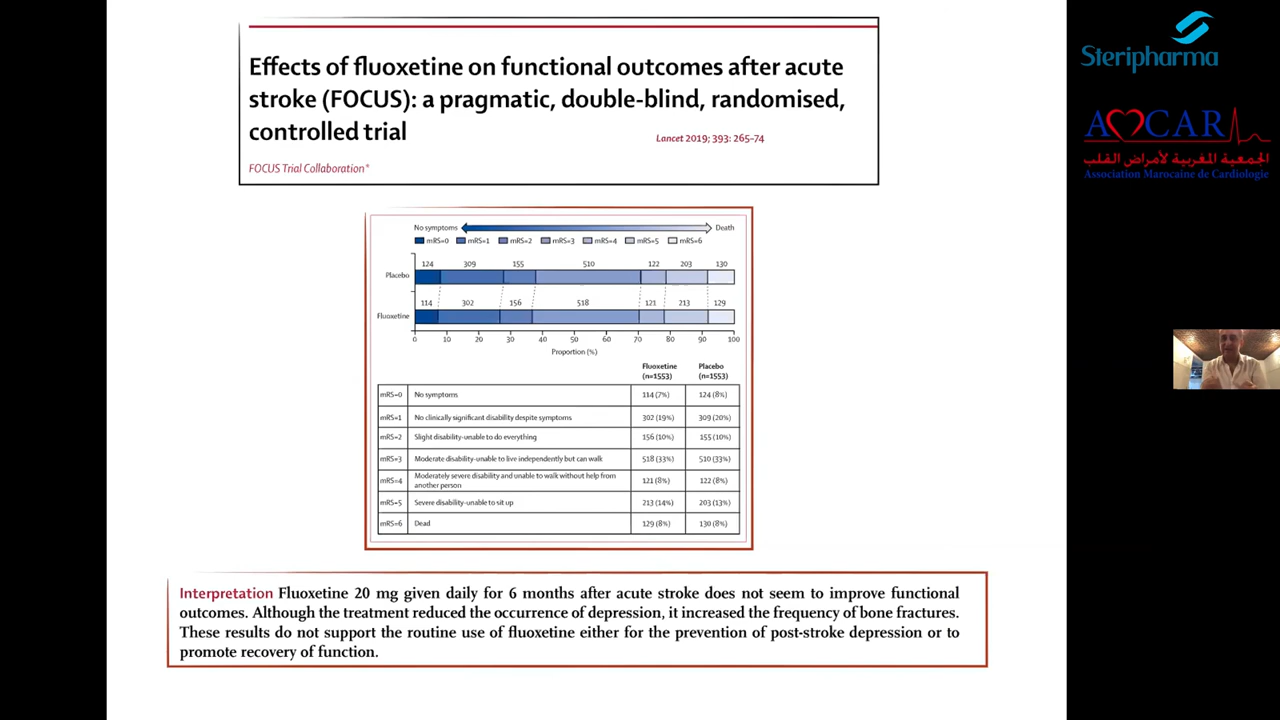 Effects of fluoxetine on functional outcomes after acute
stroke (FOCUS): a pragmatic, double-blind, randomised,
controlled trial
Lancet 2019; 393: 265–74
FOCUS Trial Collaboration*
No symptoms Death
mRS=0 mRS=1 mRS=2 mRS=3 mRS=4 mRS=5 mRS=6
124 309 155 510 122 203 130
Placebo
114 302 156 518 121 213 129
Fluoxetine
0 10 20 30 40 50 60 70 80 90 100
Proportion (%)
Fluoxetine Placebo
(n=1553) (n=1553)
mRS=0 No symptoms 114 (7%) 124 (8%)
mRS=1 No clinically significant disability despite symptoms 302 (19%) 309 (20%)
mRS=2 Slight disability-unable to do everything 156 (10%) 155 (10%)
mRS=3 Moderate disability-unable to live independently but can walk 518 (33%) 510 (33%)
mRS=4 Moderately severe disability and unable to walk without help from
another person 121 (8%) 122 (8%)
mRS=5 Severe disability-unable to sit up 213 (14%) 203 (13%)
mRS=6 Dead 129 (8%) 130 (8%)
Interpretation Fluoxetine 20 mg given daily for 6 months after acute stroke does not seem to improve functional
outcomes. Although the treatment reduced the occurrence of depression, it increased the frequency of bone fractures.
These results do not support the routine use of fluoxetine either for the prevention of post-stroke depression or to
promote recovery of function.
Steripharma
AMCAR
الجمعية المغربية لأمراض القلب
Association Marocaine de Cardiologie